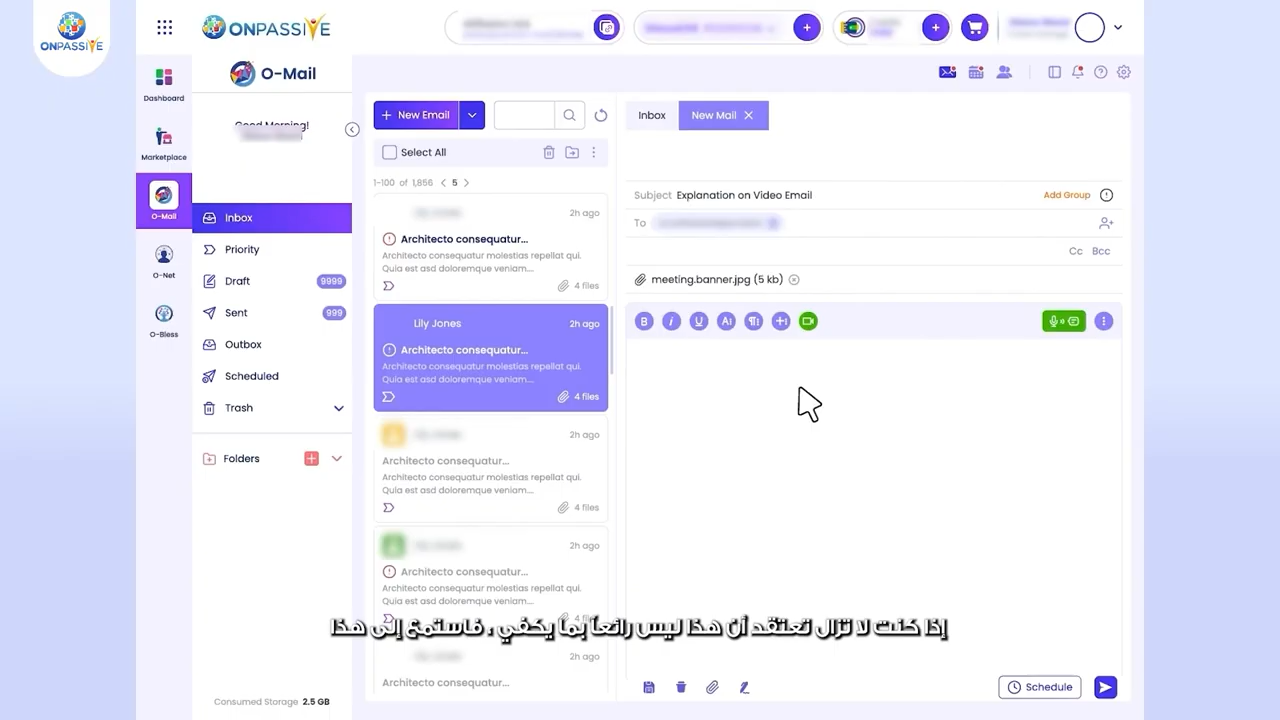 ONPASSIVE
ONPASSIVE
Dashboard
Marketplace
O-Mail
O-Net
O-Bless
O-Mail
Good Morning!
Inbox
Priority
Draft 9999
Sent 999
Outbox
Scheduled
Trash
Folders
Consumed Storage 2.5 GB
New Email
Select All
1-100 of 1,856 5
2h ago
Architecto consequatur...
Architecto consequatur molestias repellat qui.
Quia est asd doloremque veniam....
4 files
Lily Jones 2h ago
Architecto consequatur...
Architecto consequatur molestias repellat qui.
Quia est asd doloremque veniam....
4 files
2h ago
Architecto consequatur...
Architecto consequatur molestias repellat qui.
Quia est asd doloremque veniam....
4 files
2h ago
Architecto consequatur...
Architecto consequatur molestias repellat qui.
Quia est asd doloremque veniam....
4 files
2h ago
Architecto consequatur...
Inbox New Mail
Subject Explanation on Video Email Add Group
To
Cc Bcc
meeting.banner.jpg (5 kb)
B i U
Schedule
إذا كنت لا تزال تعتقد أن هذا ليس رائعاً بما يكفي ، فاستمع إلى هذا